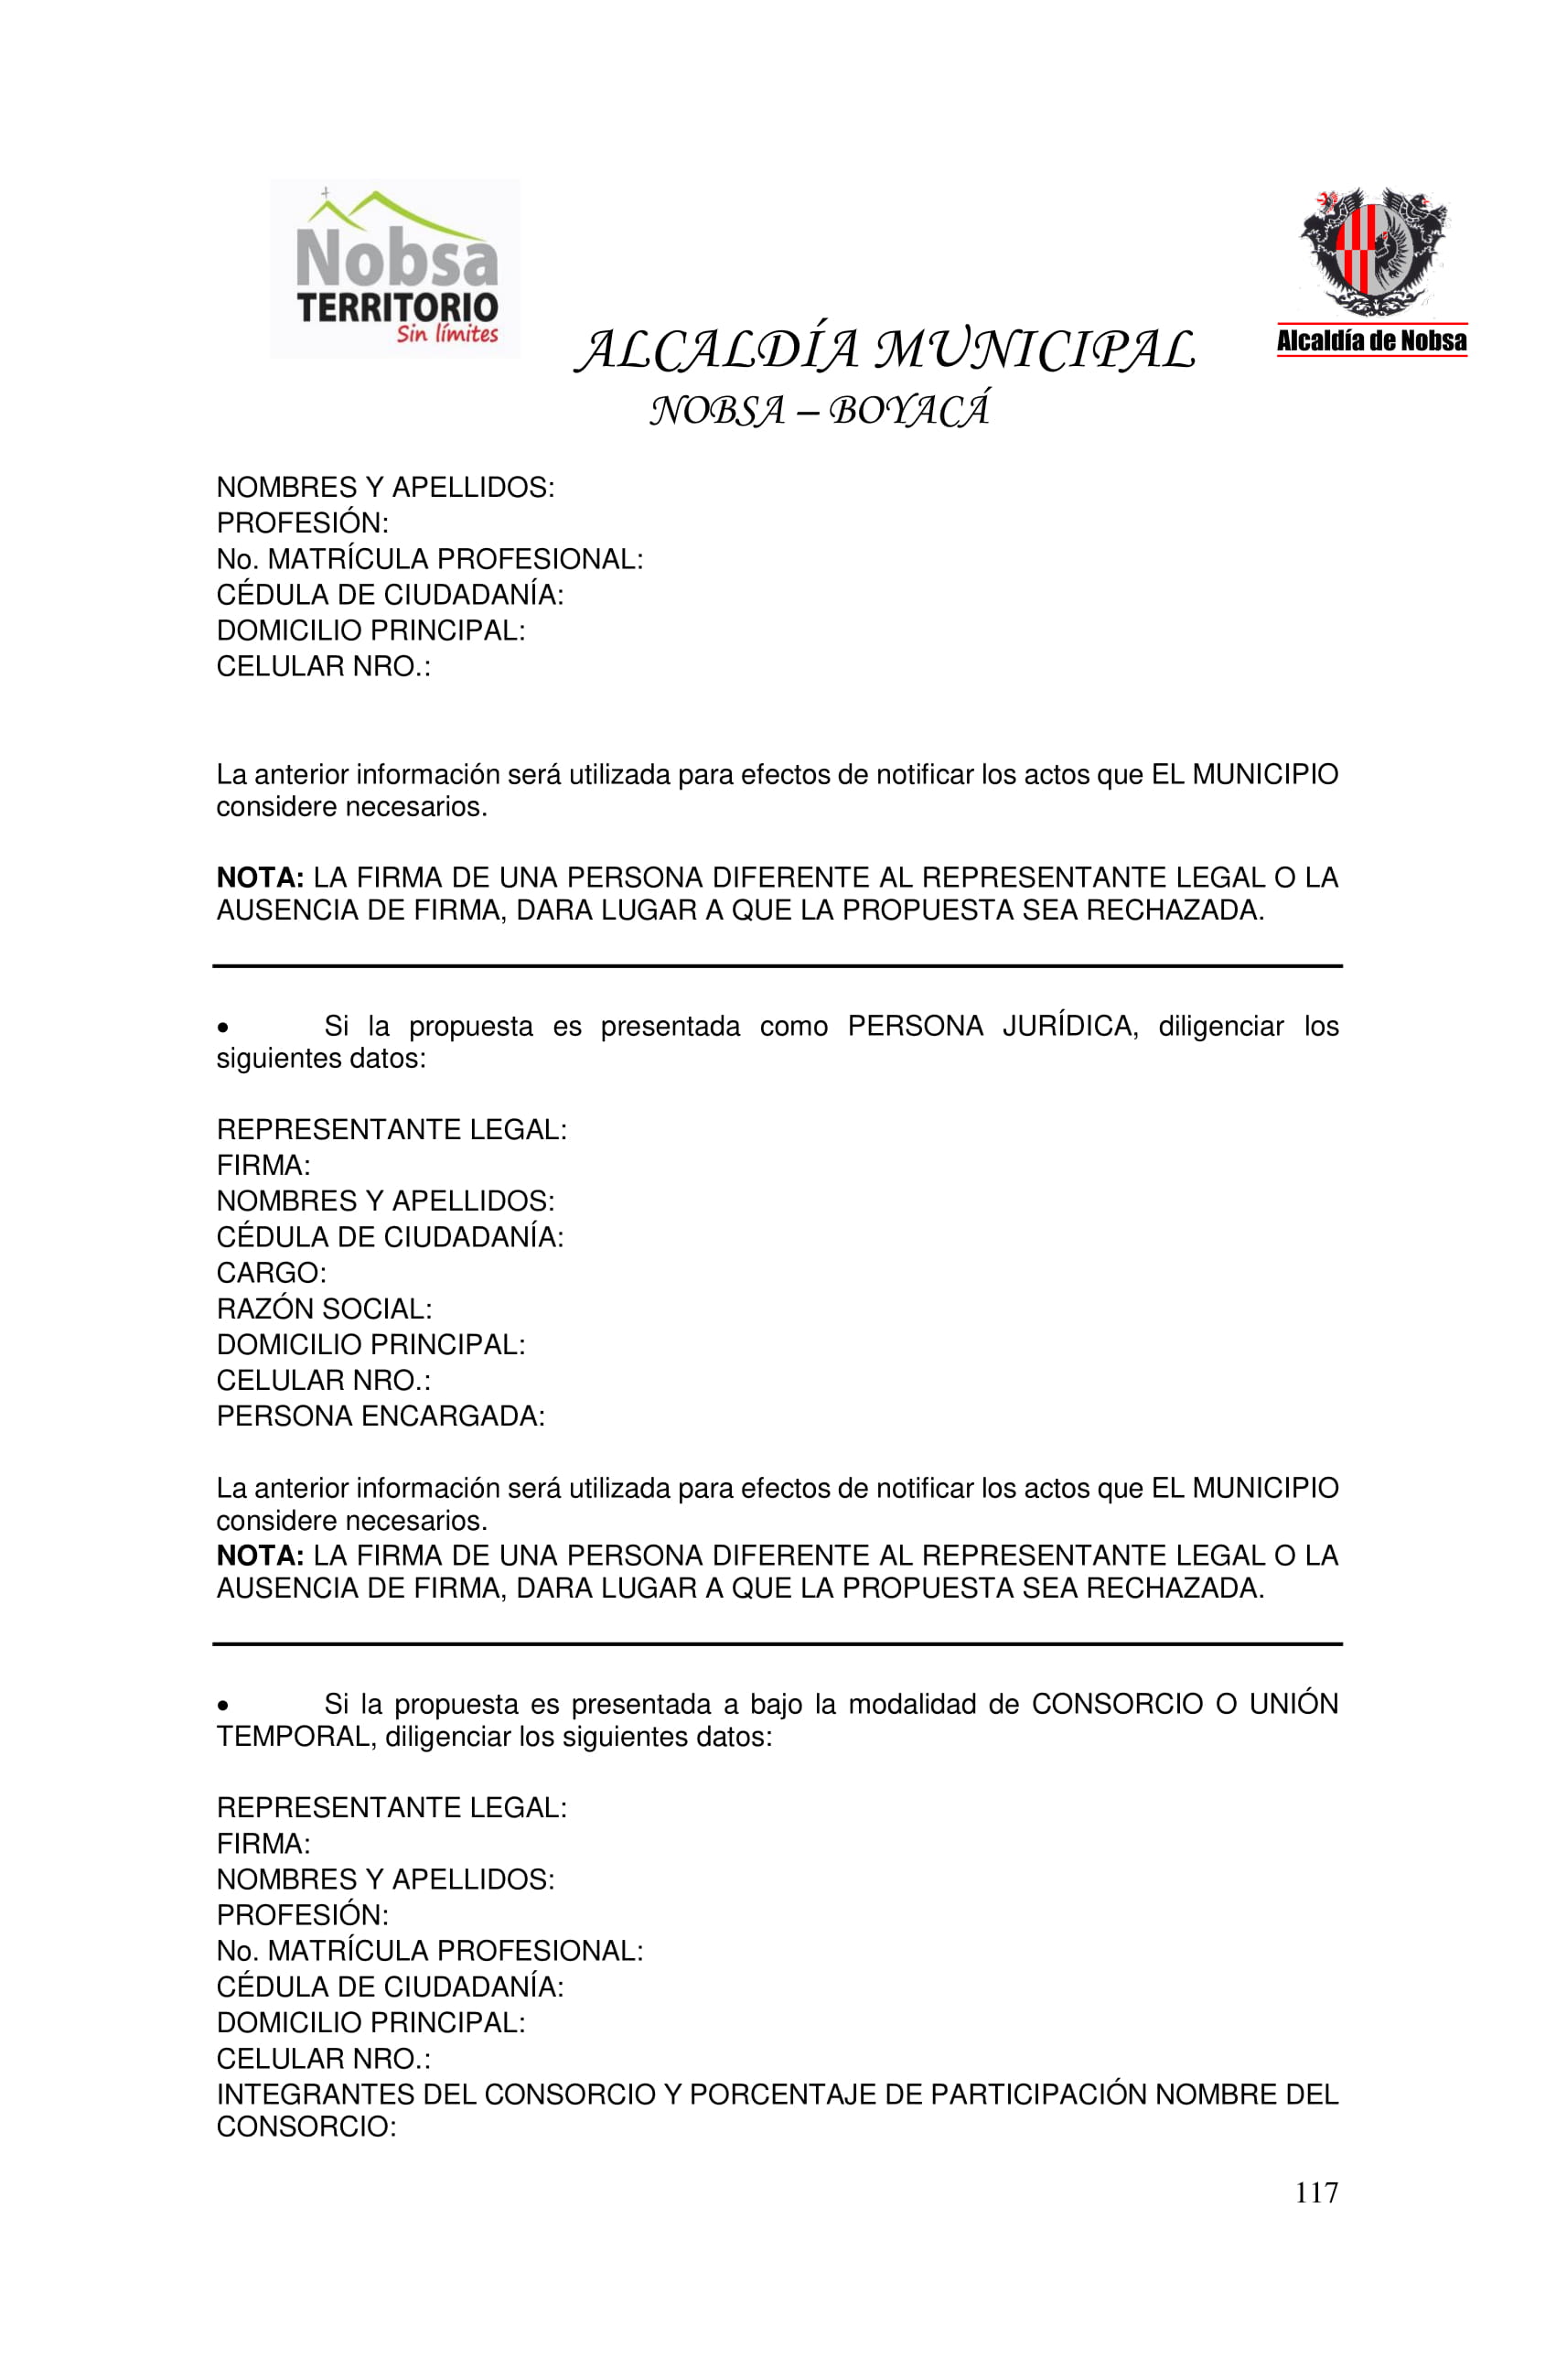 Nobsa
TERRITORIO
Sin límites
Alcaldía de Nobsa
ALCALDÍA MUNICIPAL
NOBSA – BOYACÁ
NOMBRES Y APELLIDOS:
PROFESIÓN:
No. MATRÍCULA PROFESIONAL:
CÉDULA DE CIUDADANÍA:
DOMICILIO PRINCIPAL:
CELULAR NRO.:
La anterior información será utilizada para efectos de notificar los actos que EL MUNICIPIO
considere necesarios.
NOTA: LA FIRMA DE UNA PERSONA DIFERENTE AL REPRESENTANTE LEGAL O LA
AUSENCIA DE FIRMA, DARA LUGAR A QUE LA PROPUESTA SEA RECHAZADA.
• Si la propuesta es presentada como PERSONA JURÍDICA, diligenciar los
siguientes datos:
REPRESENTANTE LEGAL:
FIRMA:
NOMBRES Y APELLIDOS:
CÉDULA DE CIUDADANÍA:
CARGO:
RAZÓN SOCIAL:
DOMICILIO PRINCIPAL:
CELULAR NRO.:
PERSONA ENCARGADA:
La anterior información será utilizada para efectos de notificar los actos que EL MUNICIPIO
considere necesarios.
NOTA: LA FIRMA DE UNA PERSONA DIFERENTE AL REPRESENTANTE LEGAL O LA
AUSENCIA DE FIRMA, DARA LUGAR A QUE LA PROPUESTA SEA RECHAZADA.
• Si la propuesta es presentada a bajo la modalidad de CONSORCIO O UNIÓN
TEMPORAL, diligenciar los siguientes datos:
REPRESENTANTE LEGAL:
FIRMA:
NOMBRES Y APELLIDOS:
PROFESIÓN:
No. MATRÍCULA PROFESIONAL:
CÉDULA DE CIUDADANÍA:
DOMICILIO PRINCIPAL:
CELULAR NRO.:
INTEGRANTES DEL CONSORCIO Y PORCENTAJE DE PARTICIPACIÓN NOMBRE DEL
CONSORCIO:
117